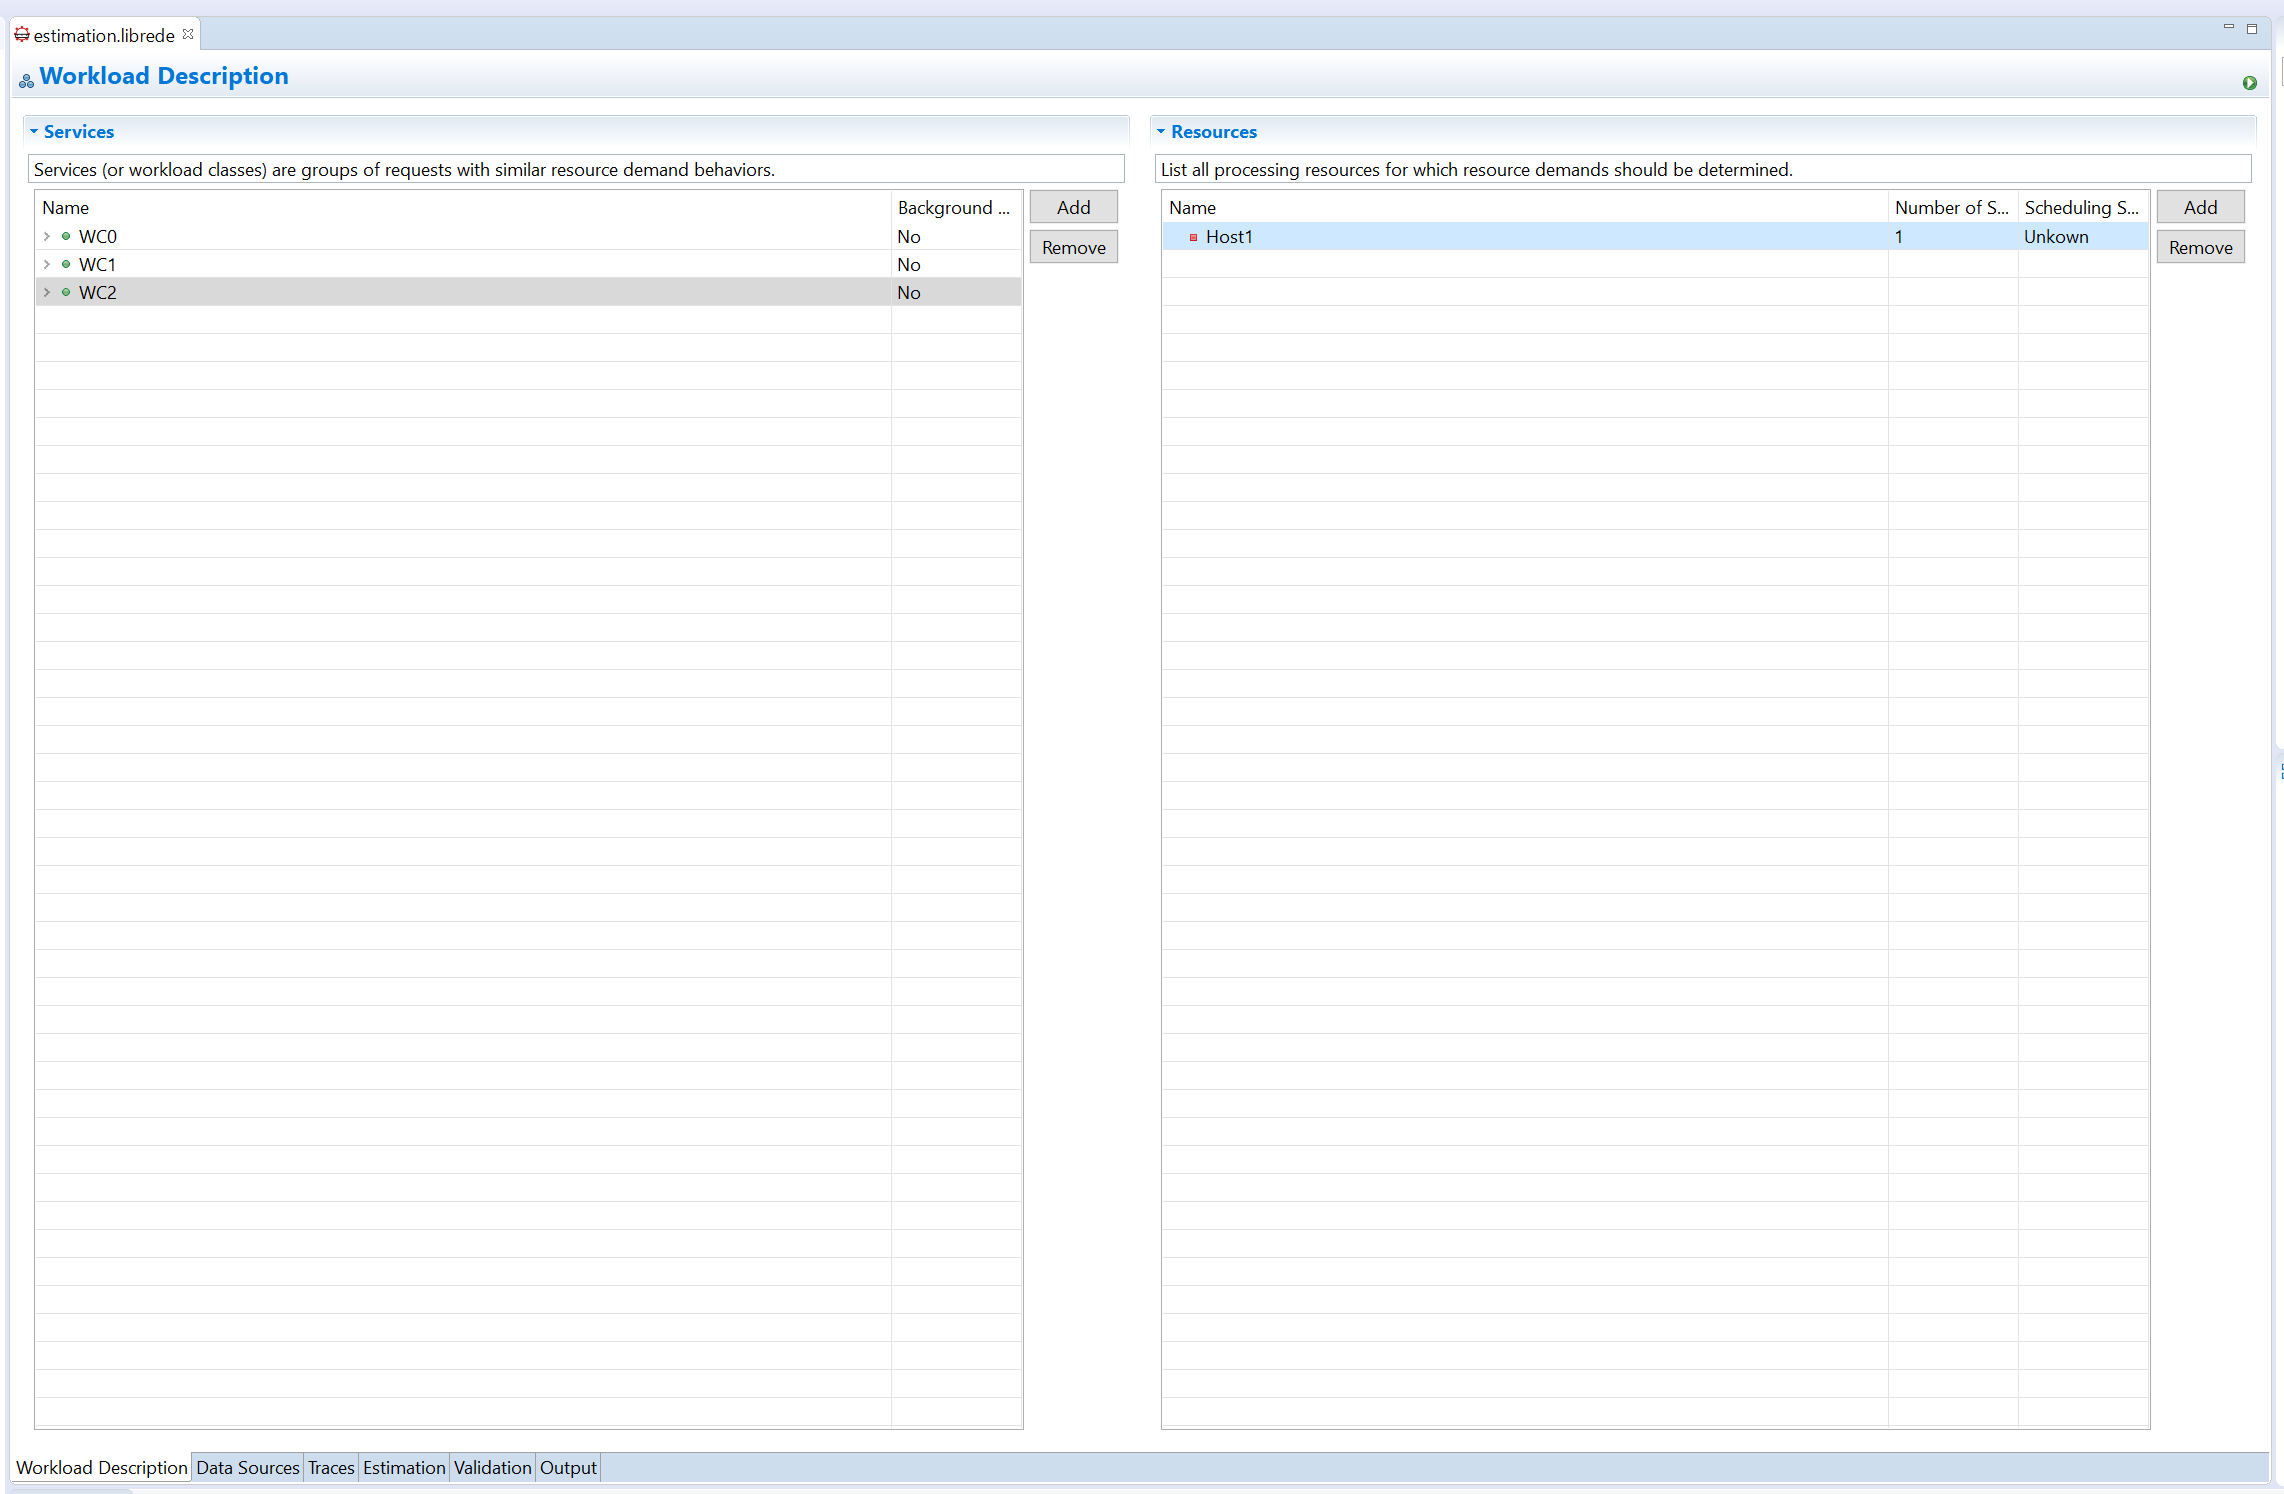 estimation.librede
Workload Description
Services
Services (or workload classes) are groups of requests with similar resource demand behaviors.
Name Background ...
WC0 No
WC1 No
WC2 No
Add
Remove
Resources
List all processing resources for which resource demands should be determined.
Name Number of S... Scheduling S...
Host1 1 Unkown
Add
Remove
Workload Description Data Sources Traces Estimation Validation Output